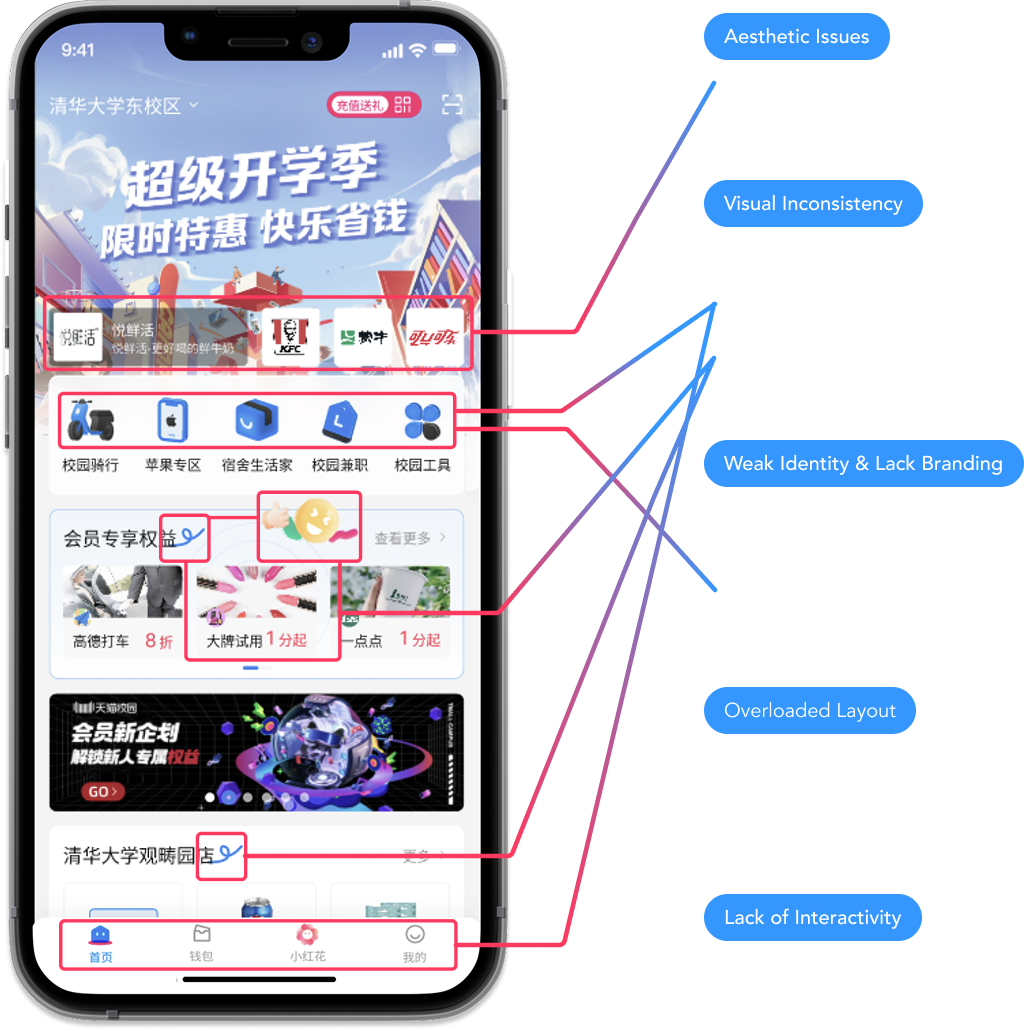 9:41
清华大学东校区
充值送礼
超级开学季
限时特惠 快乐省钱
悦鲜活
悦鲜活
悦鲜活·更好喝的鲜牛奶
KFC
蒙牛
可口可乐
校园骑行
苹果专区
宿舍生活家
校园兼职
校园工具
会员专享权益
查看更多
高德打车 8折
大牌试用 1分起
一点点 1分起
天猫校园
会员新企划
解锁新人专属权益
GO
TMALL CAMPUS
清华大学观畴园店
更多
首页
钱包
小红花
我的
Aesthetic Issues
Visual Inconsistency
Weak Identity & Lack Branding
Overloaded Layout
Lack of Interactivity